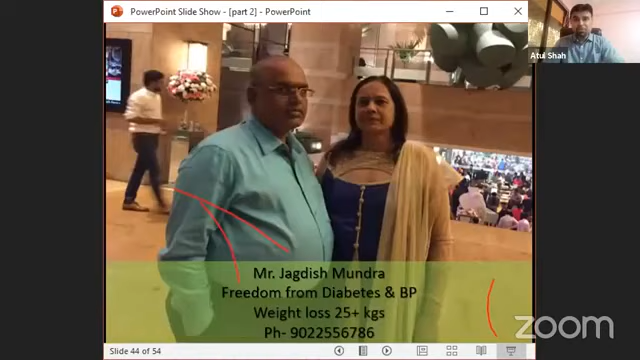 PowerPoint Slide Show - [part 2] - PowerPoint
Atul Shah
Mr. Jagdish Mundra
Freedom from Diabetes & BP
Weight loss 25+ kgs
Ph- 9022556786
zoom
Slide 44 of 54